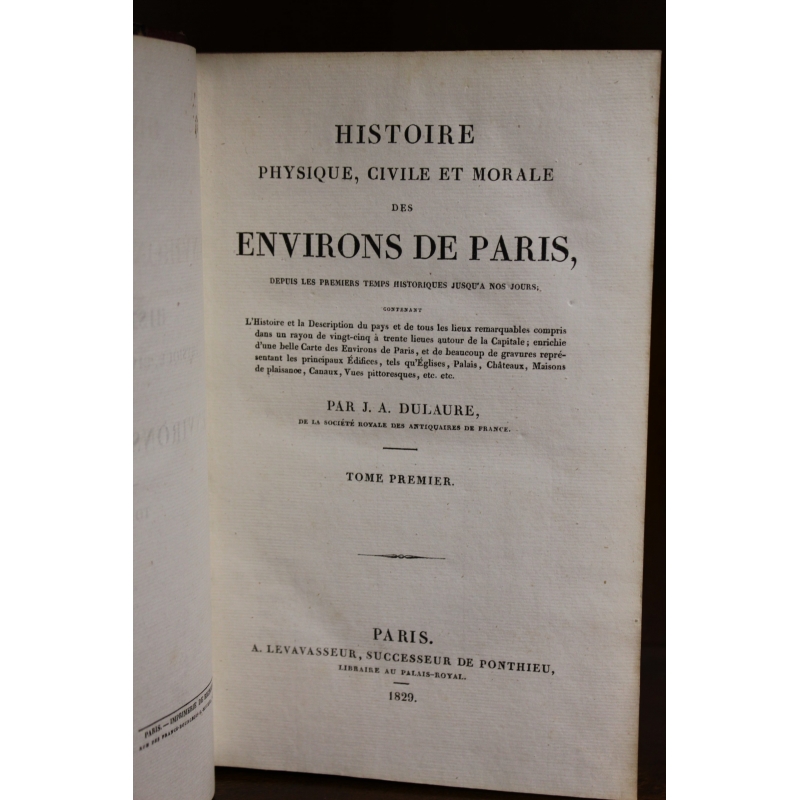 HISTOIRE
PHYSIQUE, CIVILE ET MORALE
DES
ENVIRONS DE PARIS,
DEPUIS LES PREMIERS TEMPS HISTORIQUES JUSQU'A NOS JOURS;
CONTENANT
L'Histoire et la Description du pays et de tous les lieux remarquables compris
dans un rayon de vingt-cinq à trente lieues autour de la Capitale; enrichie
d'une belle Carte des Environs de Paris, et de beaucoup de gravures repré-
sentant les principaux Édifices, tels qu'Églises, Palais, Châteaux, Maisons
de plaisance, Canaux, Vues pittoresques, etc. etc.
PAR J. A. DULAURE,
DE LA SOCIÉTÉ ROYALE DES ANTIQUAIRES DE FRANCE.
TOME PREMIER.
PARIS.
A. LEVAVASSEUR, SUCCESSEUR DE PONTHIEU,
LIBRAIRE AU PALAIS-ROYAL.
1829.
PARIS. — IMPRIMERIE DE
RUE DES FRANCS-BOURGEOIS